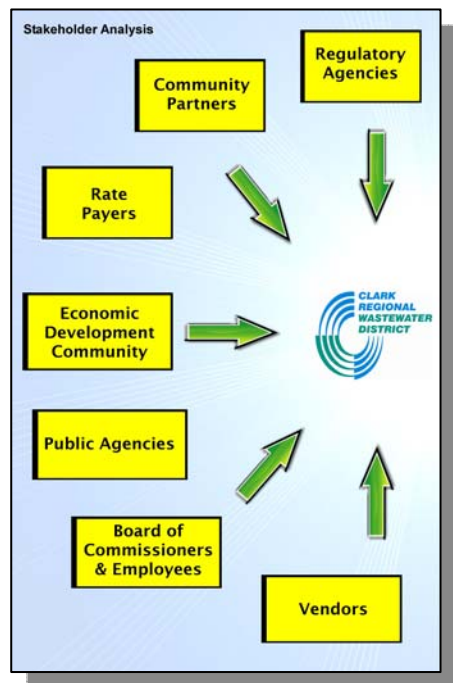 Stakeholder Analysis
Regulatory
Agencies
Community
Partners
Rate
Payers
Economic
Development
Community
CLARK
REGIONAL
WASTEWATER
DISTRICT
Public Agencies
Board of
Commissioners
& Employees
Vendors